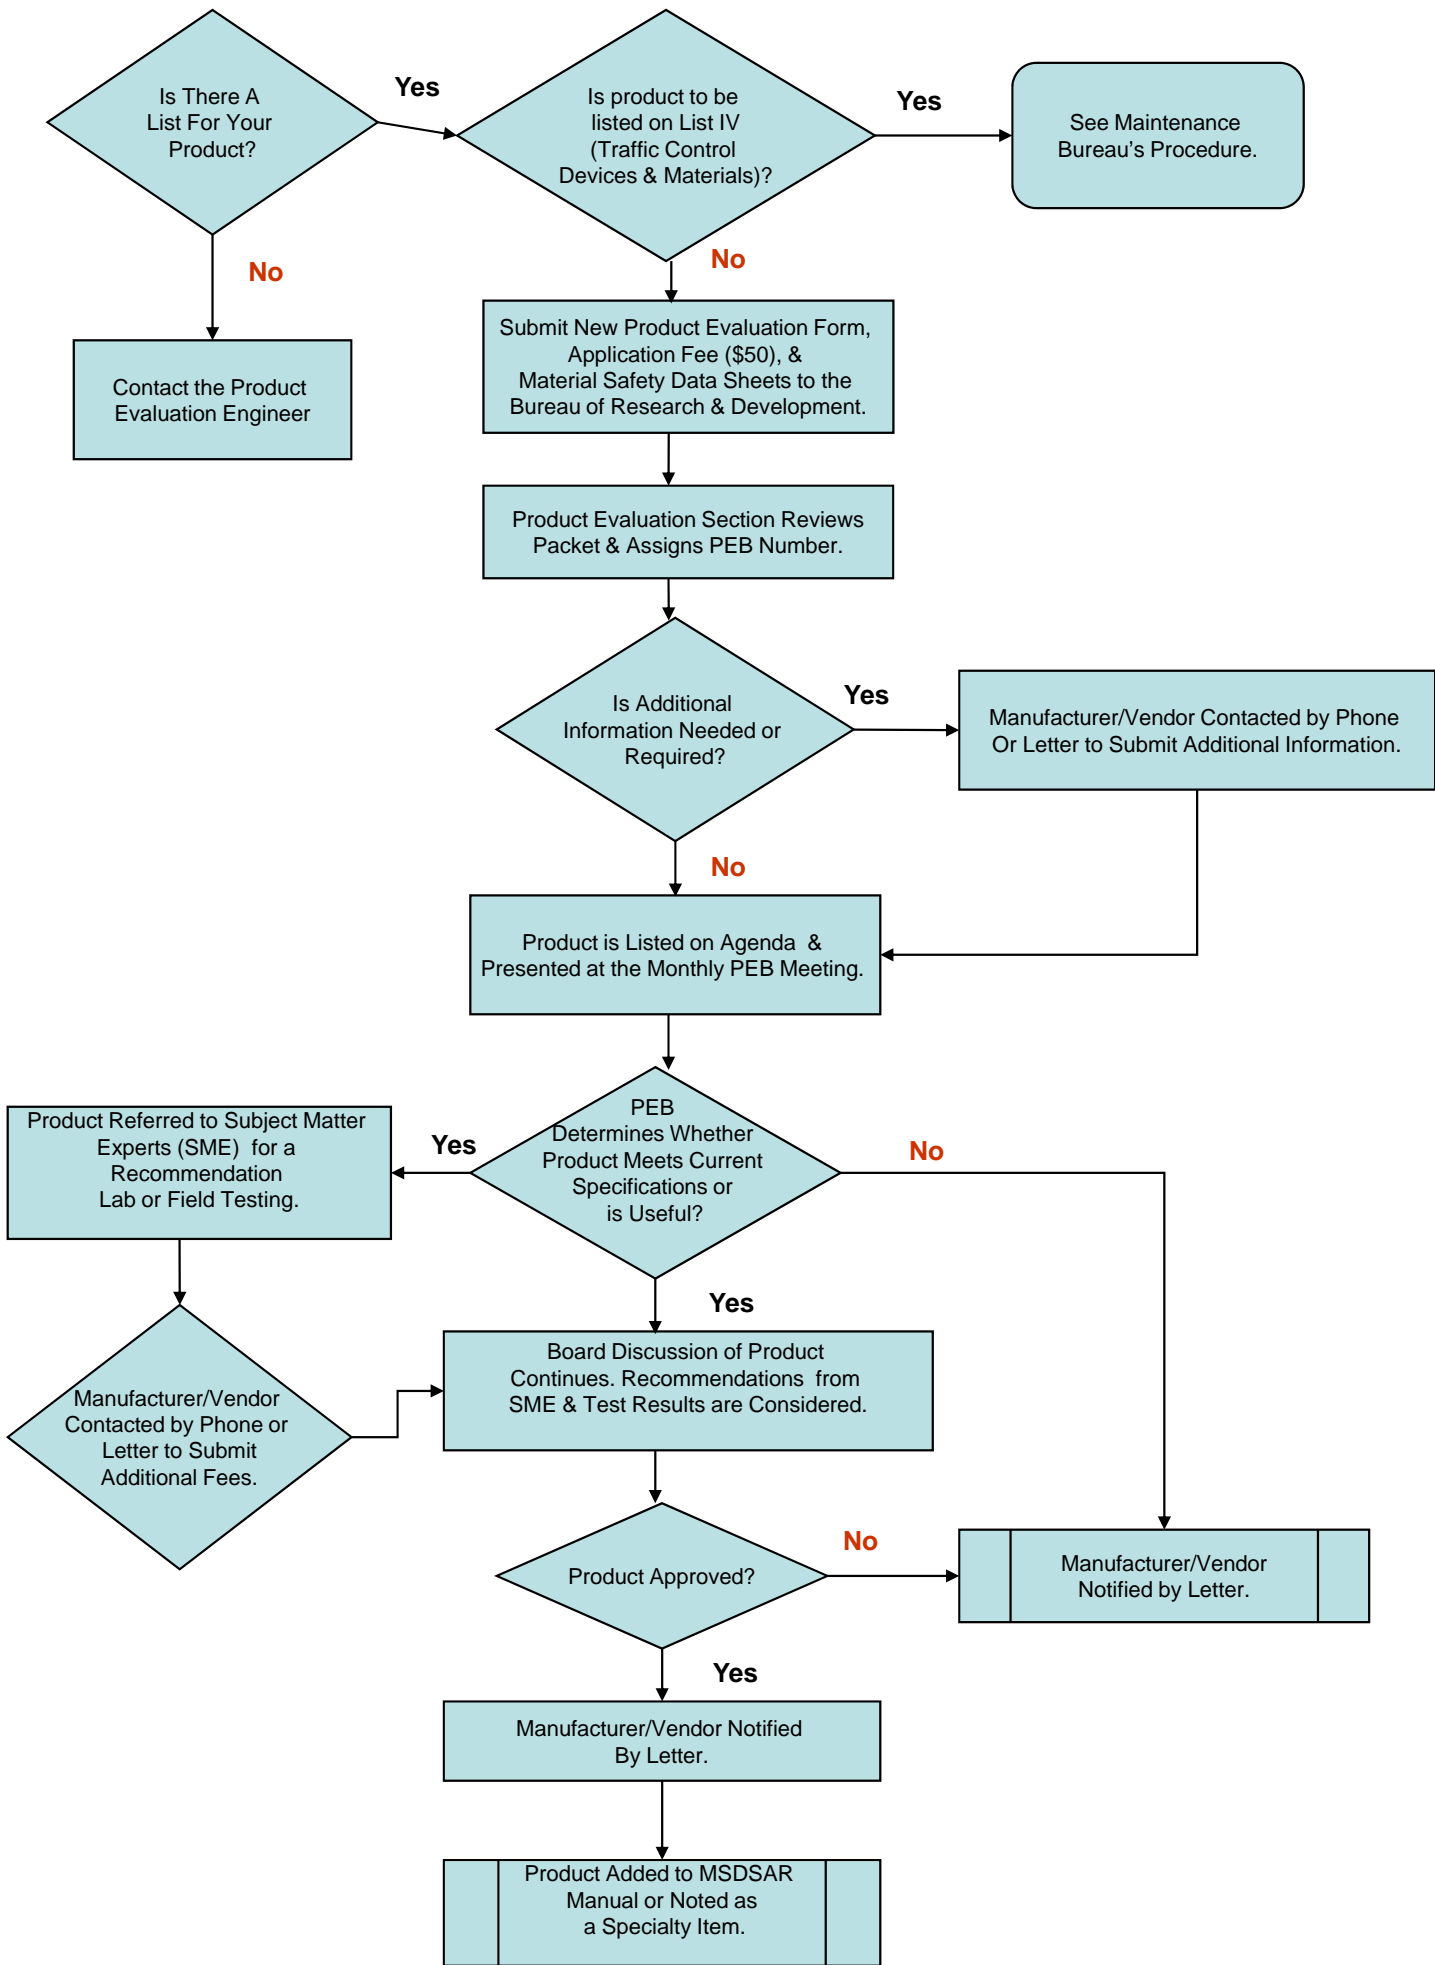 Is There A
List For Your
Product?
Yes
Is product to be
listed on List IV
(Traffic Control
Devices & Materials)?
Yes
See Maintenance
Bureau's Procedure.
No
No
Contact the Product
Evaluation Engineer
Submit New Product Evaluation Form,
Application Fee ($50), &
Material Safety Data Sheets to the
Bureau of Research & Development.
Product Evaluation Section Reviews
Packet & Assigns PEB Number.
Is Additional
Information Needed or
Required?
Yes
Manufacturer/Vendor Contacted by Phone
Or Letter to Submit Additional Information.
No
Product is Listed on Agenda &
Presented at the Monthly PEB Meeting.
Product Referred to Subject Matter
Experts (SME) for a
Recommendation
Lab or Field Testing.
Yes
PEB
Determines Whether
Product Meets Current
Specifications or
is Useful?
No
Yes
Manufacturer/Vendor
Contacted by Phone or
Letter to Submit
Additional Fees.
Board Discussion of Product
Continues. Recommendations from
SME & Test Results are Considered.
Product Approved?
No
Manufacturer/Vendor
Notified by Letter.
Yes
Manufacturer/Vendor Notified
By Letter.
Product Added to MSDSAR
Manual or Noted as
a Specialty Item.